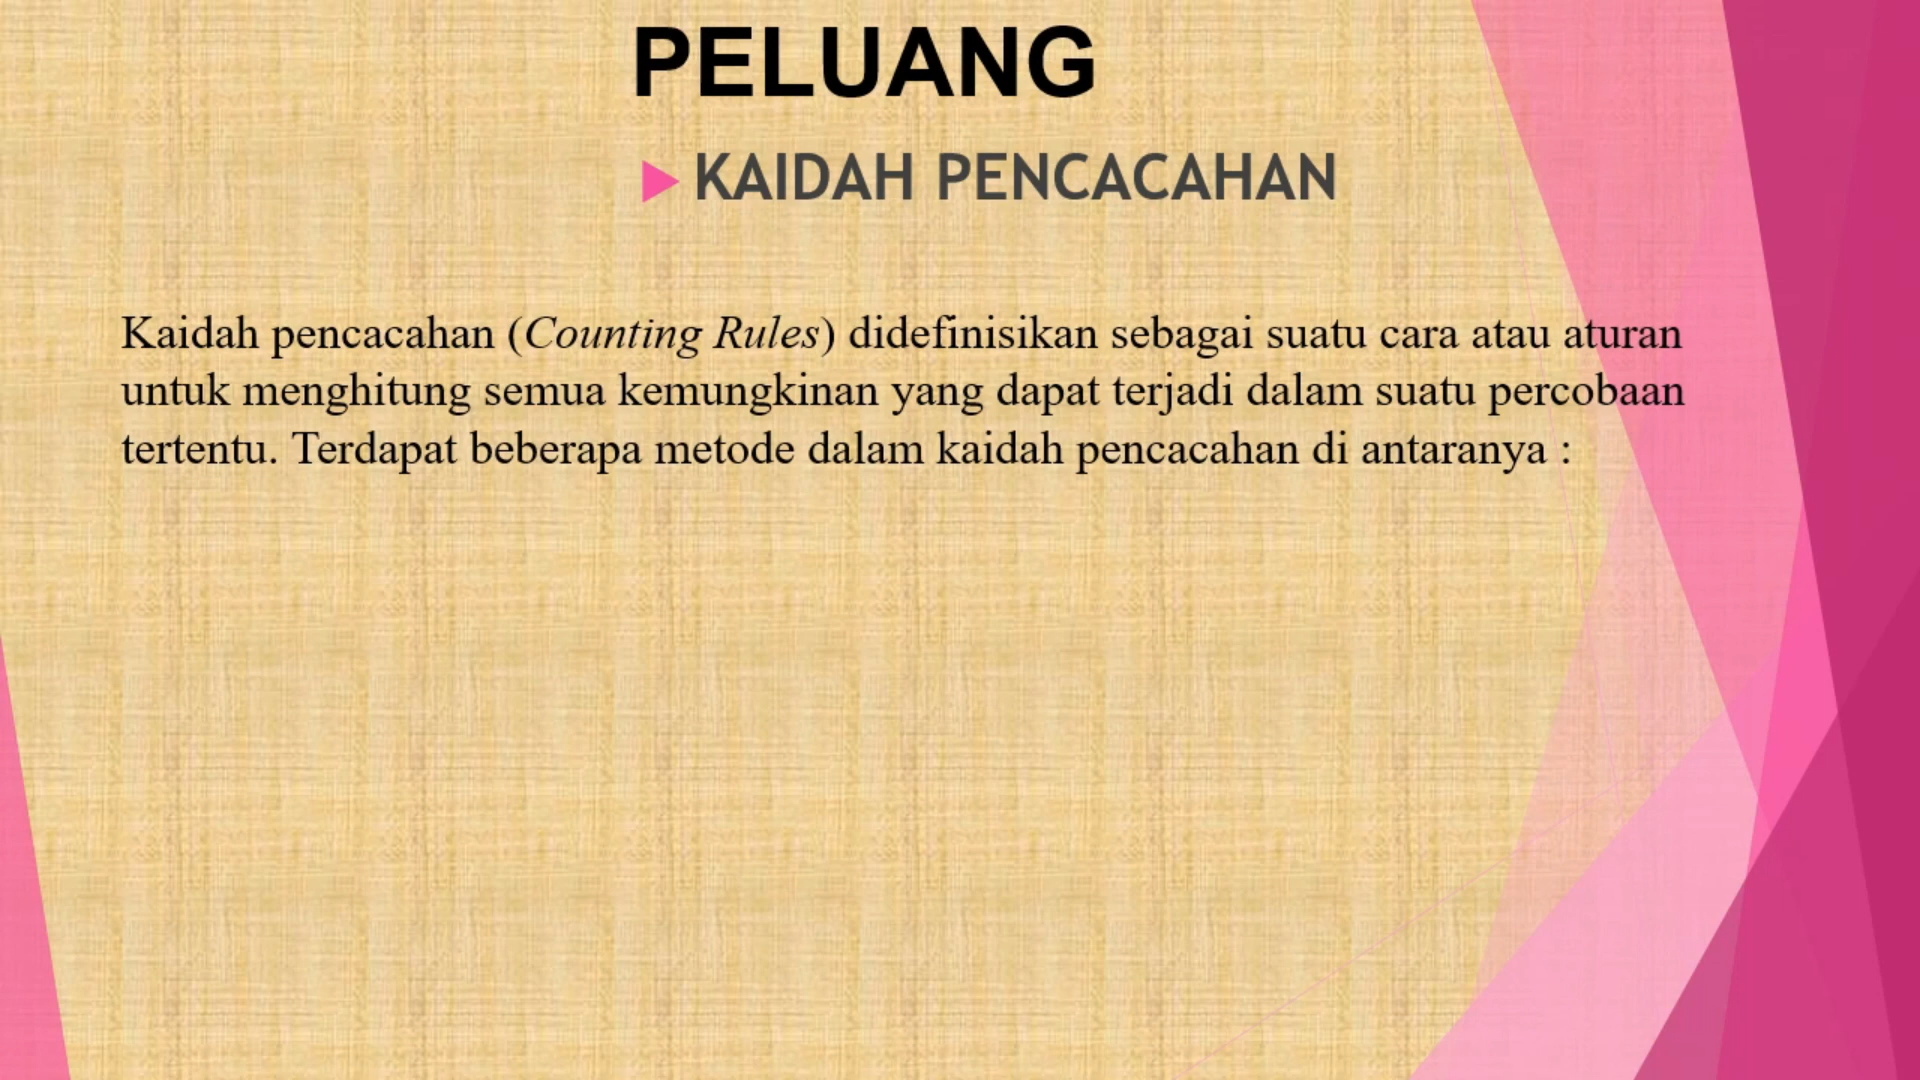 PELUANG
KAIDAH PENCACAHAN
Kaidah pencacahan (Counting Rules) didefinisikan sebagai suatu cara atau aturan
untuk menghitung semua kemungkinan yang dapat terjadi dalam suatu percobaan
tertentu. Terdapat beberapa metode dalam kaidah pencacahan di antaranya :